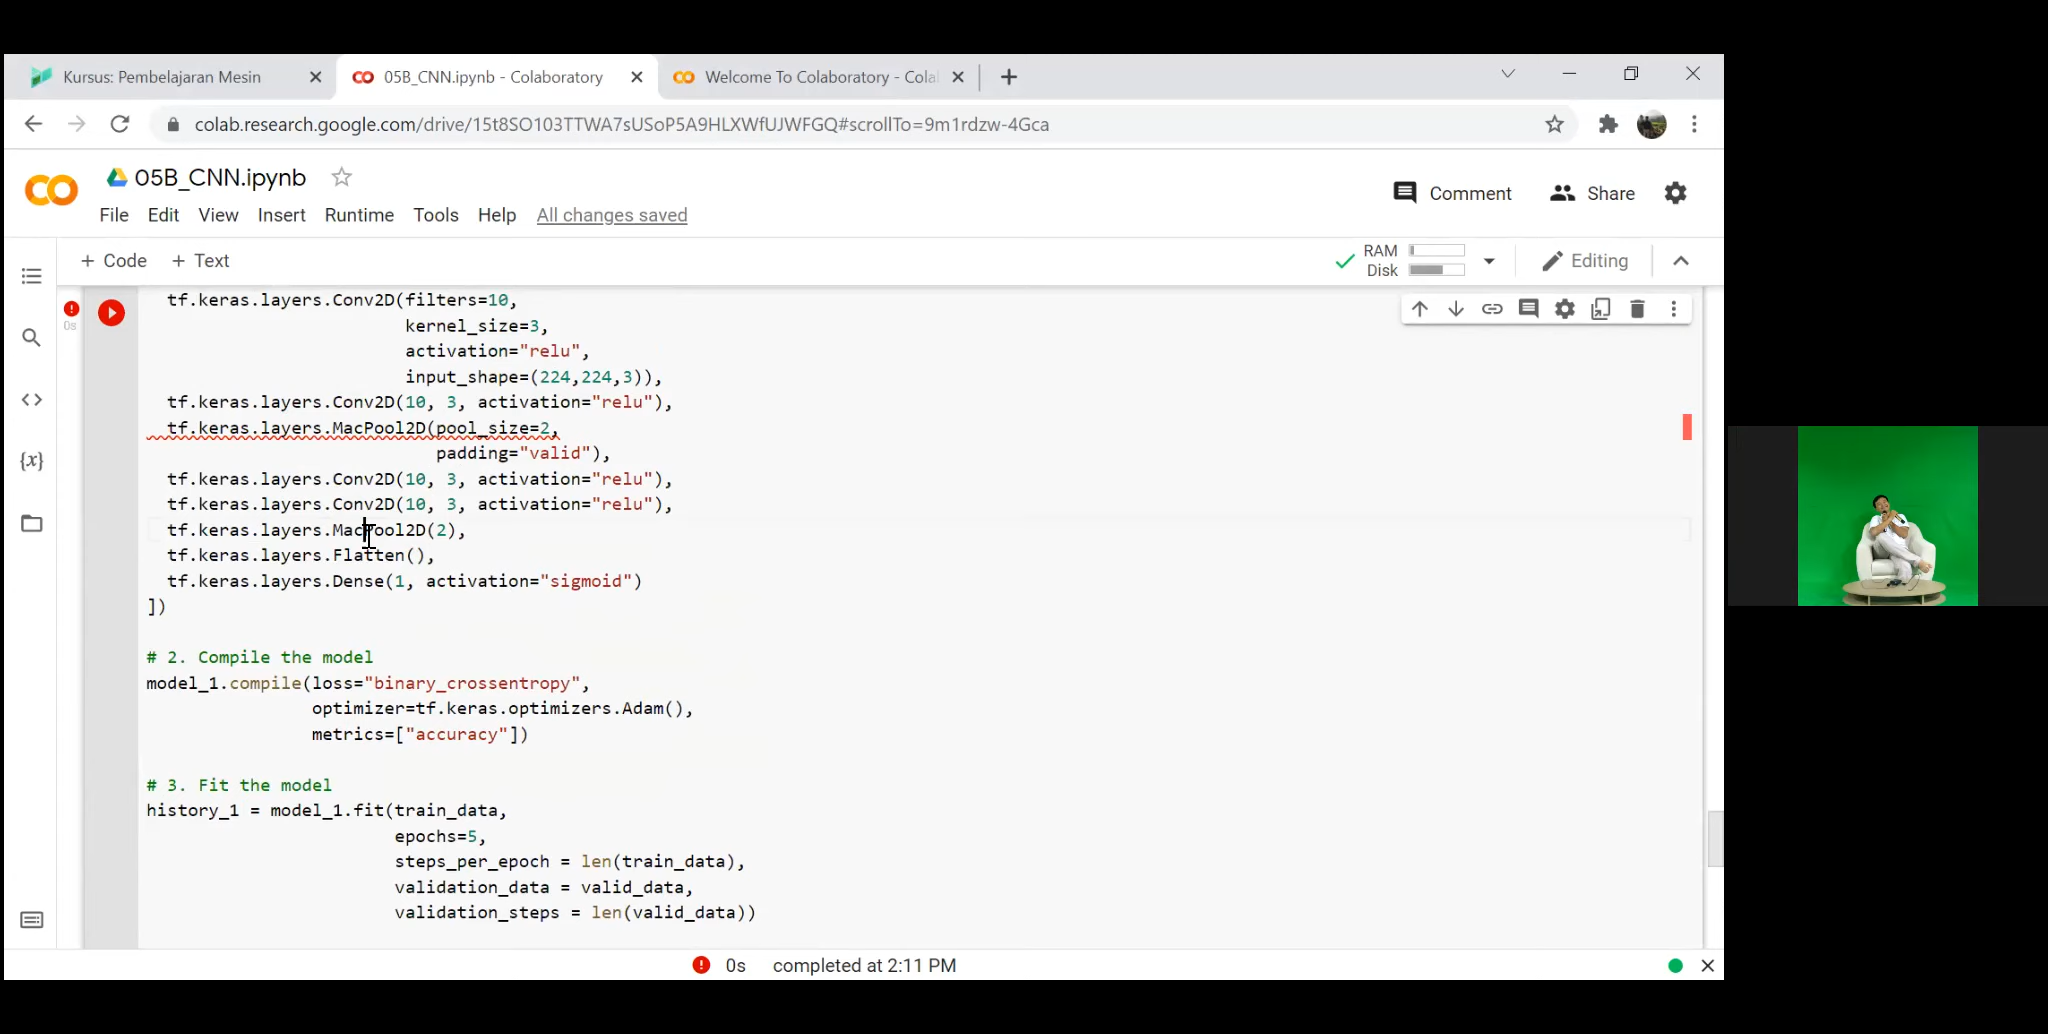 Kursus: Pembelajaran Mesin
05B_CNN.ipynb - Colaboratory
Welcome To Colaboratory - Cola
colab.research.google.com/drive/15t8SO103TTWA7sUSoP5A9HLXWfUJWFGQ#scrollTo=9m1rdzw-4Gca
05B_CNN.ipynb
File Edit View Insert Runtime Tools Help All changes saved
Comment
Share
+ Code + Text
RAM
Disk
Editing
0s
tf.keras.layers.Conv2D(filters=10,
kernel_size=3,
activation="relu",
input_shape=(224,224,3)),
tf.keras.layers.Conv2D(10, 3, activation="relu"),
tf.keras.layers.MacPool2D(pool_size=2,
padding="valid"),
tf.keras.layers.Conv2D(10, 3, activation="relu"),
tf.keras.layers.Conv2D(10, 3, activation="relu"),
tf.keras.layers.MacPool2D(2),
tf.keras.layers.Flatten(),
tf.keras.layers.Dense(1, activation="sigmoid")
])
# 2. Compile the model
model_1.compile(loss="binary_crossentropy",
optimizer=tf.keras.optimizers.Adam(),
metrics=["accuracy"])
# 3. Fit the model
history_1 = model_1.fit(train_data,
epochs=5,
steps_per_epoch = len(train_data),
validation_data = valid_data,
validation_steps = len(valid_data))
0s completed at 2:11 PM